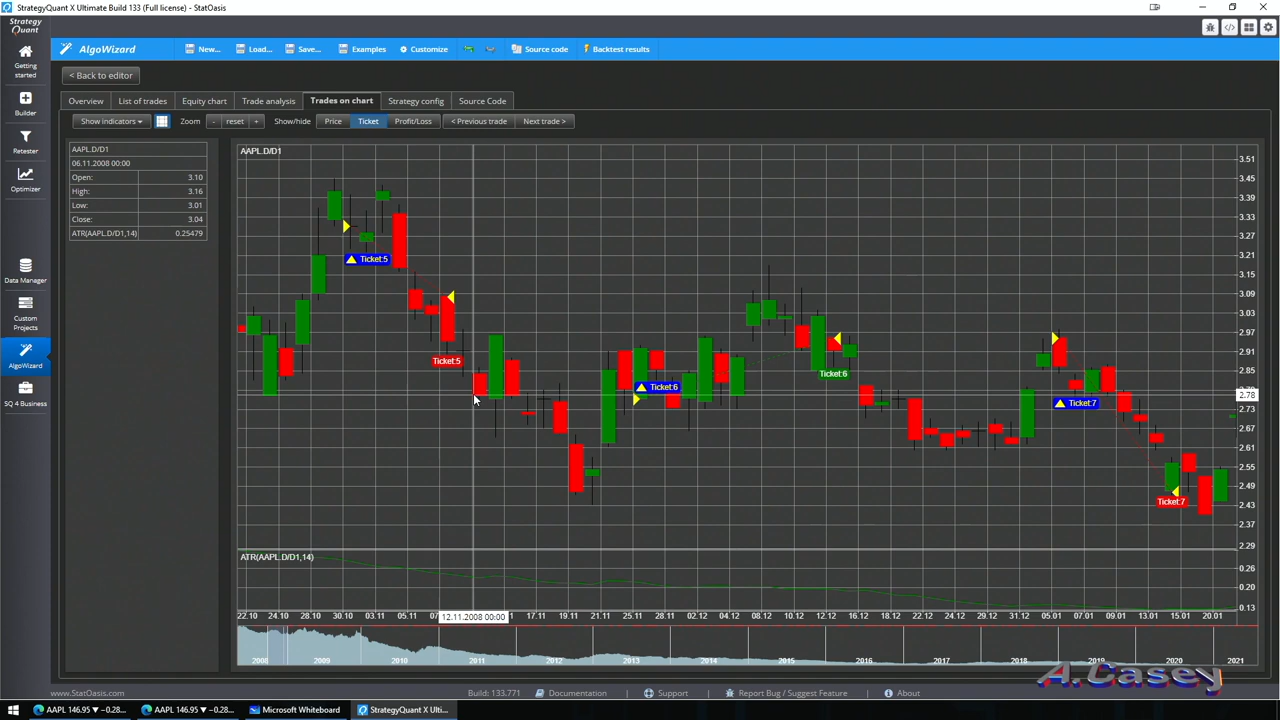 StrategyQuant X Ultimate Build 133 (Full license) - StatOasis
Strategy
Quant
AlgoWizard
New...
Load...
Save...
Examples
Customize
Source code
Backtest results
Getting
started
Builder
Retester
Optimizer
Data Manager
Custom
Projects
AlgoWizard
SQ 4 Business
< Back to editor
Overview
List of trades
Equity chart
Trade analysis
Trades on chart
Strategy config
Source Code
Show indicators
Zoom
-
reset
+
Show/hide
Price
Ticket
Profit/Loss
< Previous trade
Next trade >
AAPL.D/D1
06.11.2008 00:00
Open: 3.10
High: 3.16
Low: 3.01
Close: 3.04
ATR(AAPL.D/D1,14) 0.25479
AAPL.D/D1
3.51
3.45
3.39
3.33
3.27
3.21
3.15
3.09
3.03
2.97
2.91
2.85
2.78
2.73
2.67
2.61
2.55
2.49
2.43
2.37
2.29
Ticket:5
Ticket:5
Ticket:6
Ticket:6
Ticket:7
Ticket:7
ATR(AAPL.D/D1,14)
0.26
0.20
0.13
22.10 24.10 28.10 30.10 03.11 05.11 12.11.2008 00:00 17.11 19.11 21.11 25.11 28.11 02.12 04.12 08.12 10.12 12.12 16.12 18.12 22.12 24.12 29.12 31.12 05.01 07.01 09.01 13.01 15.01 20.01
2008 2009 2010 2011 2012 2013 2014 2015 2016 2017 2018 2019 2020 2021
A.Casey
www.StatOasis.com
Build: 133.771
Documentation
Support
Report Bug / Suggest Feature
About
AAPL 146.95 ▼ −0.28...
AAPL 146.95 ▼ −0.28...
Microsoft Whiteboard
StrategyQuant X Ulti...